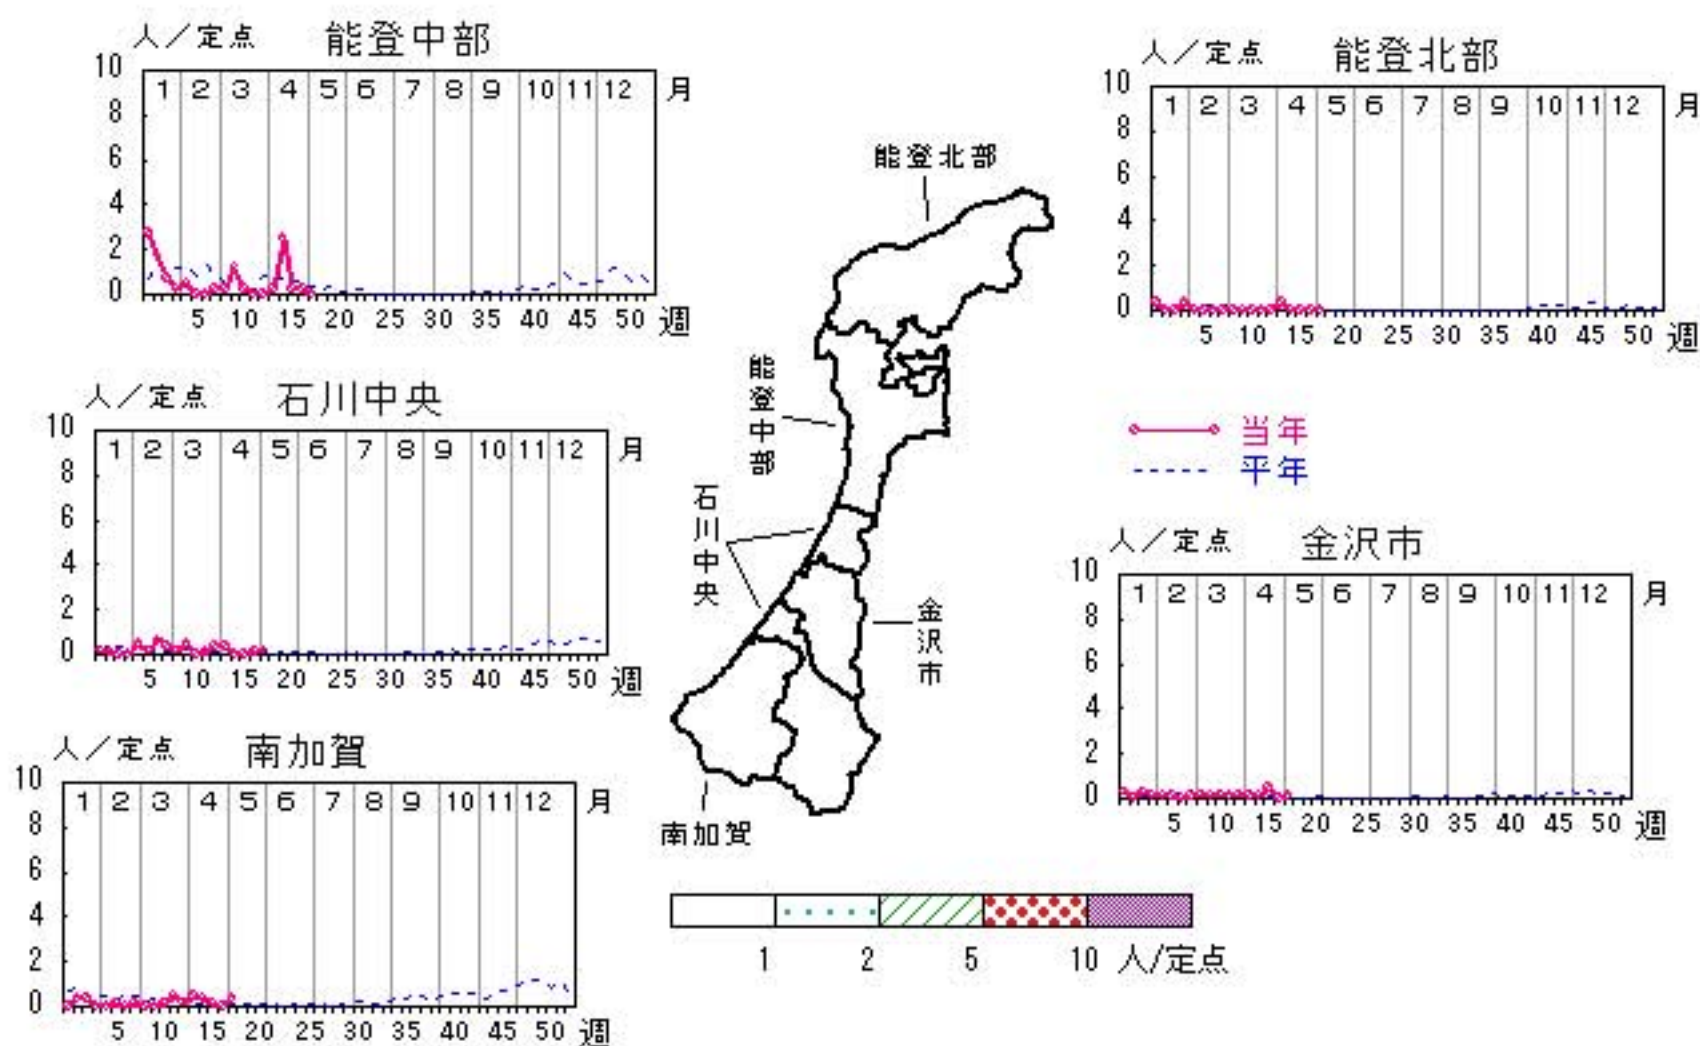 人／定点 能登中部
10 8 6 4 2 0
1 2 3 4 5 6 7 8 9 10 11 12 月
5 10 15 20 25 30 35 40 45 50 週
人／定点 能登北部
10 8 6 4 2 0
1 2 3 4 5 6 7 8 9 10 11 12 月
5 10 15 20 25 30 35 40 45 50 週
人／定点 石川中央
10 8 6 4 2 0
1 2 3 4 5 6 7 8 9 10 11 12 月
5 10 15 20 25 30 35 40 45 50 週
当年
平年
人／定点 金沢市
10 8 6 4 2 0
1 2 3 4 5 6 7 8 9 10 11 12 月
5 10 15 20 25 30 35 40 45 50 週
人／定点 南加賀
10 8 6 4 2 0
1 2 3 4 5 6 7 8 9 10 11 12 月
5 10 15 20 25 30 35 40 45 50 週
能登北部
能登中部
石川中央
金沢市
南加賀
1 2 5 10 人/定点